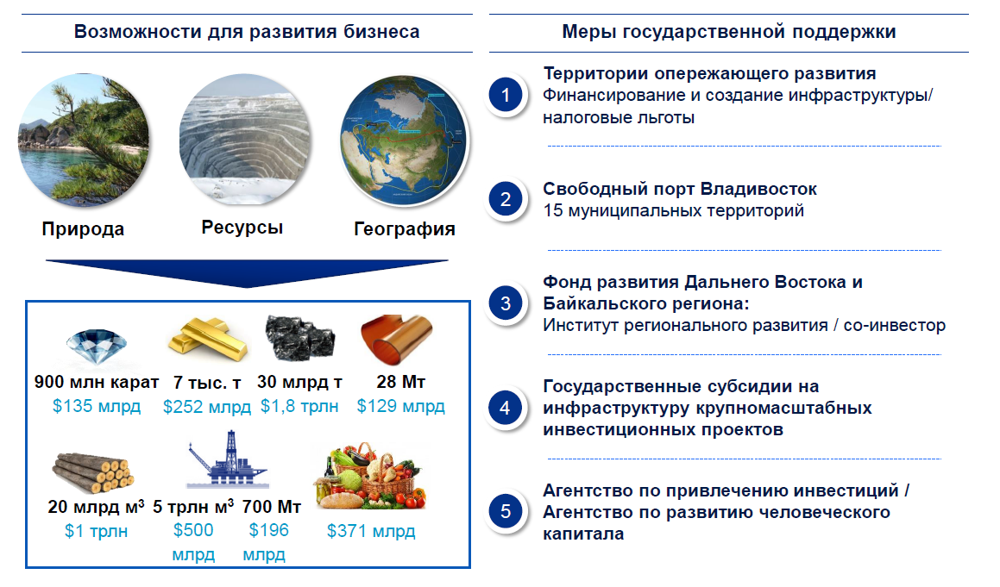 Возможности для развития бизнеса
Природа
Ресурсы
География
900 млн карат
$135 млрд
7 тыс. т
$252 млрд
30 млрд т
$1,8 трлн
28 Мт
$129 млрд
20 млрд м³
$1 трлн
5 трлн м³
$500
млрд
700 Мт
$196
млрд
$371 млрд
Меры государственной поддержки
1
Территории опережающего развития
Финансирование и создание инфраструктуры/
налоговые льготы
2
Свободный порт Владивосток
15 муниципальных территорий
3
Фонд развития Дальнего Востока и
Байкальского региона:
Институт регионального развития / со-инвестор
4
Государственные субсидии на
инфраструктуру крупномасштабных
инвестиционных проектов
5
Агентство по привлечению инвестиций /
Агентство по развитию человеческого
капитала